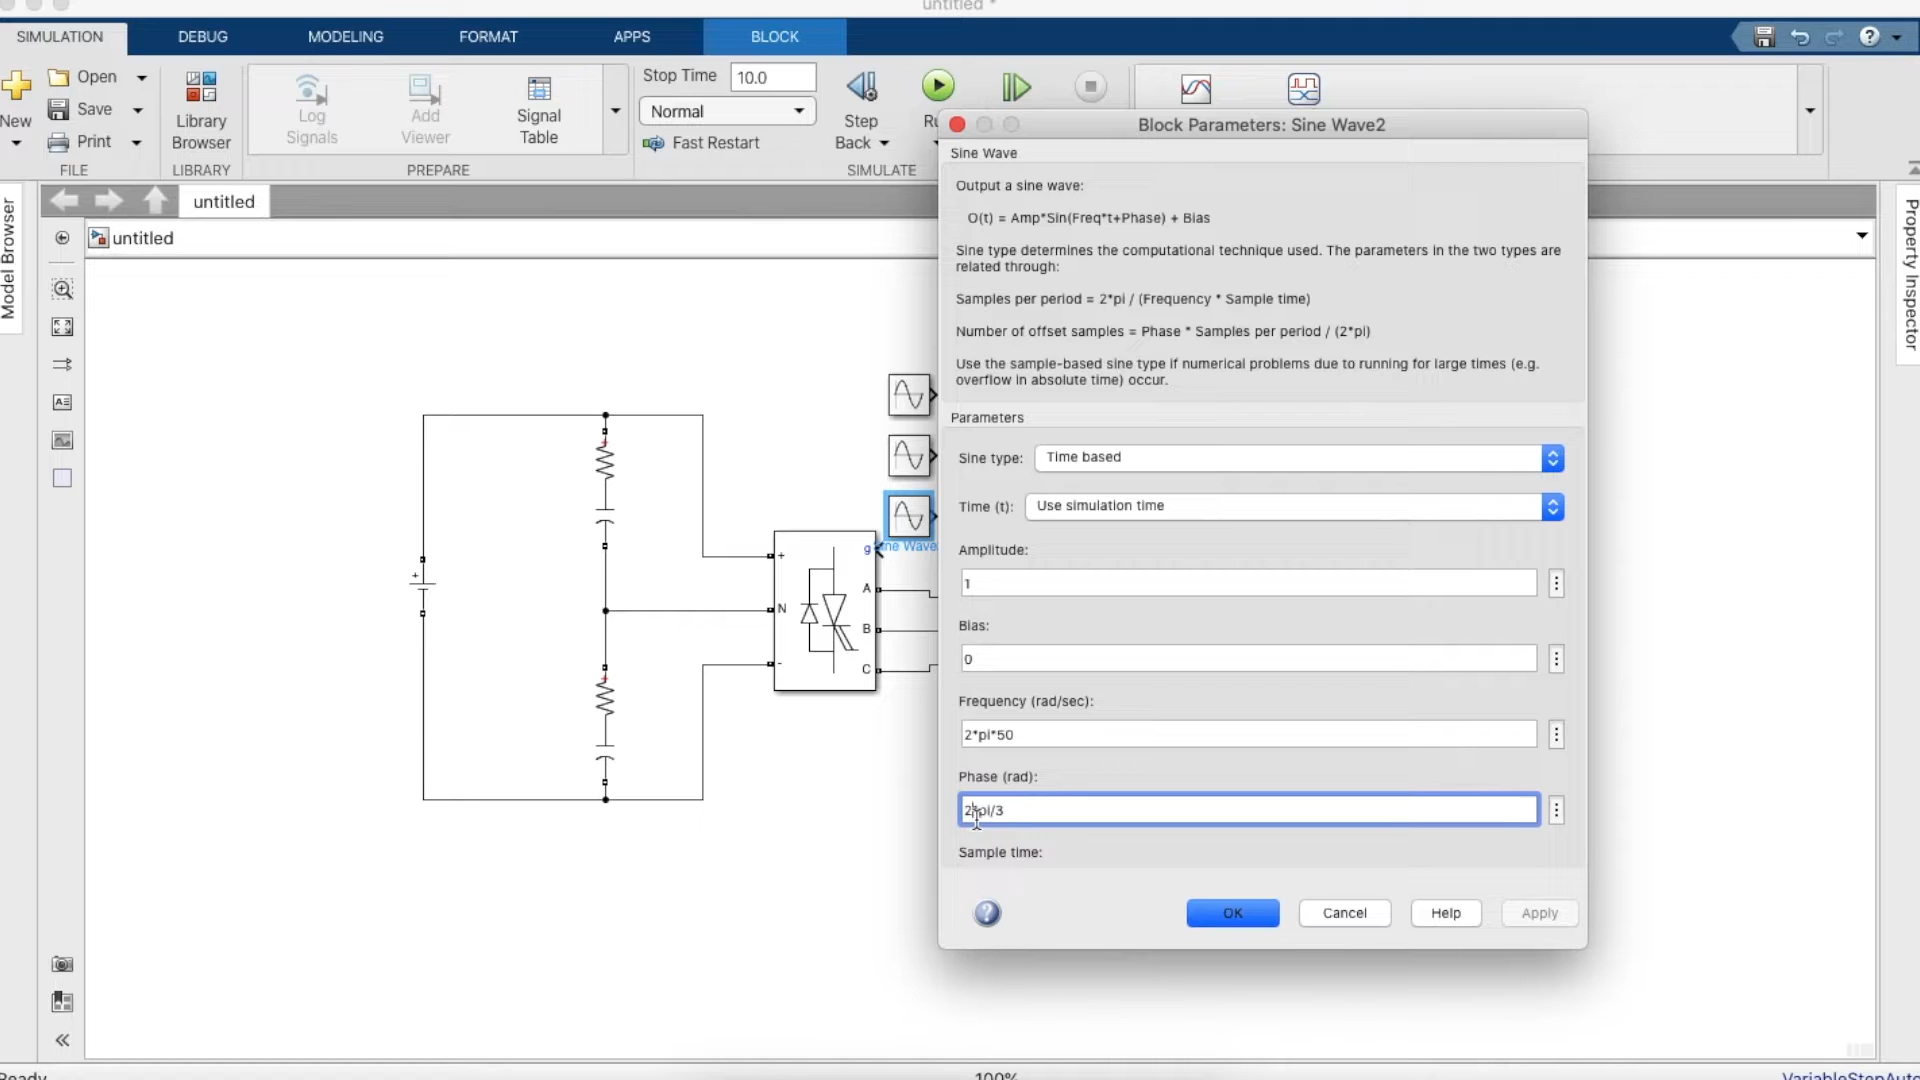 untitled *
SIMULATION DEBUG MODELING FORMAT APPS BLOCK
New
Open
Save
Print
FILE
Library
Browser
LIBRARY
Log
Signals
Add
Viewer
Signal
Table
PREPARE
Stop Time 10.0
Normal
Fast Restart
Step
Back
SIMULATE
untitled
untitled
Model Browser
Property Inspector
+
+
N
-
g
A
B
C
Sine Wave
Block Parameters: Sine Wave2
Sine Wave
Output a sine wave:
O(t) = Amp*Sin(Freq*t+Phase) + Bias
Sine type determines the computational technique used. The parameters in the two types are
related through:
Samples per period = 2*pi / (Frequency * Sample time)
Number of offset samples = Phase * Samples per period / (2*pi)
Use the sample-based sine type if numerical problems due to running for large times (e.g.
overflow in absolute time) occur.
Parameters
Sine type: Time based
Time (t): Use simulation time
Amplitude:
1
Bias:
0
Frequency (rad/sec):
2*pi*50
Phase (rad):
2*pi/3
Sample time:
OK Cancel Help Apply
Ready 100% VariableStepAuto